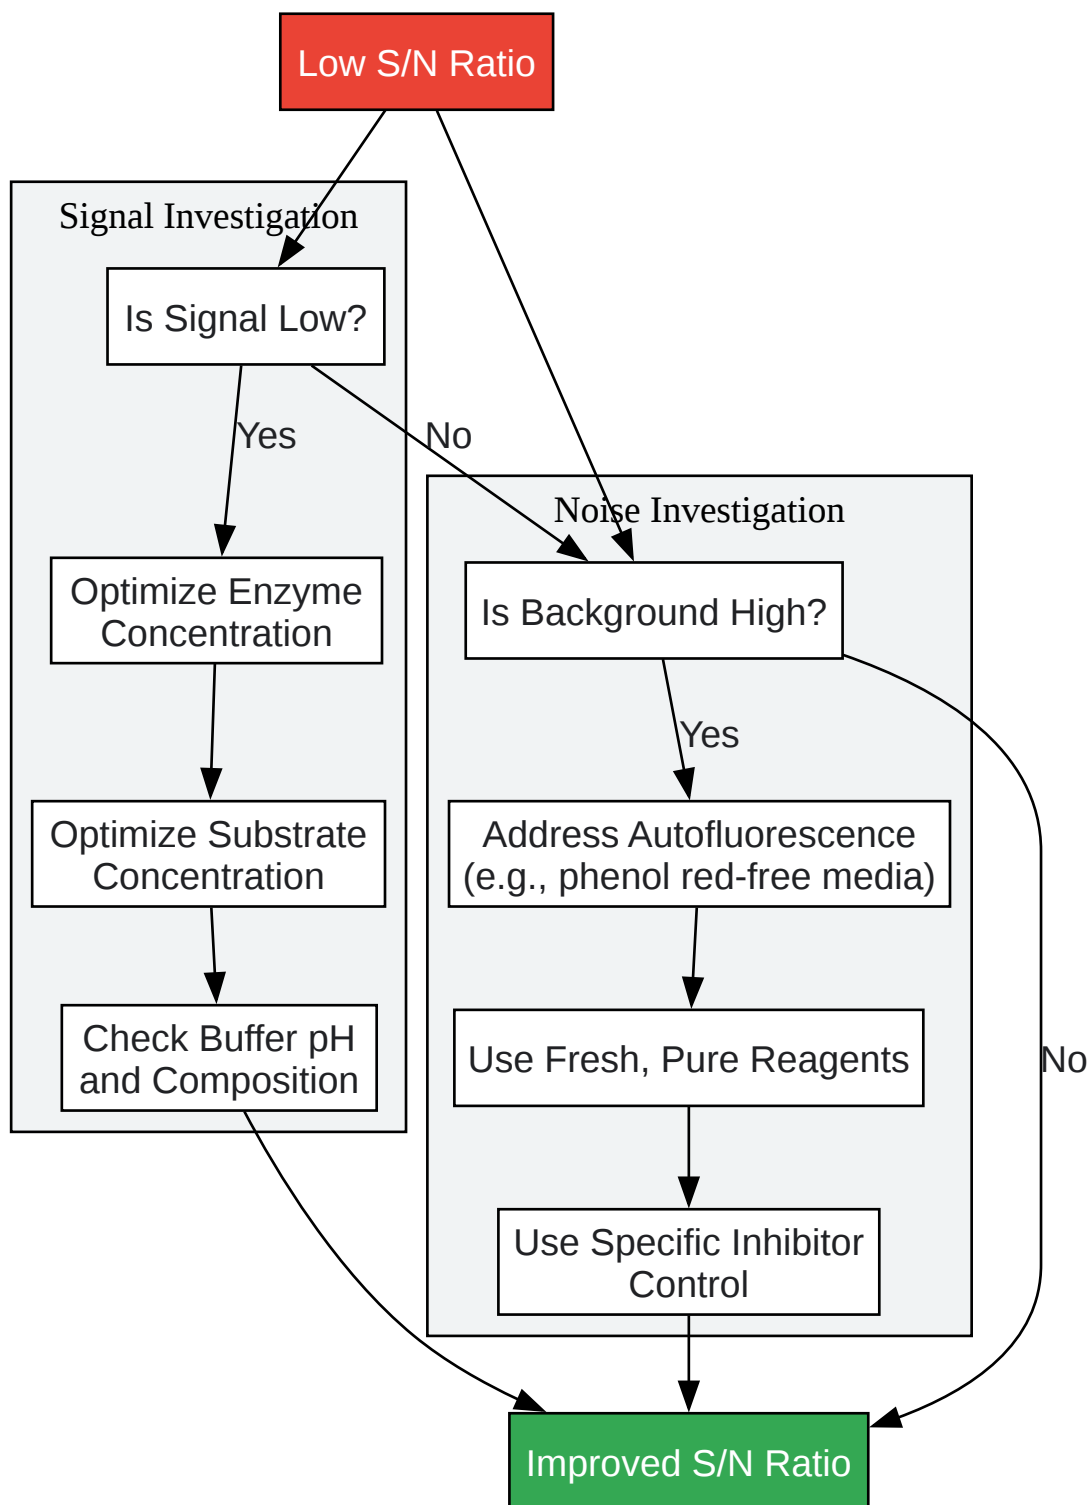 Low S/N Ratio
Signal Investigation
Is Signal Low?
Yes
No
Optimize Enzyme
Concentration
Optimize Substrate
Concentration
Check Buffer pH
and Composition
Noise Investigation
Is Background High?
Yes
Address Autofluorescence
(e.g., phenol red-free media)
Use Fresh, Pure Reagents
No
Use Specific Inhibitor
Control
Improved S/N Ratio